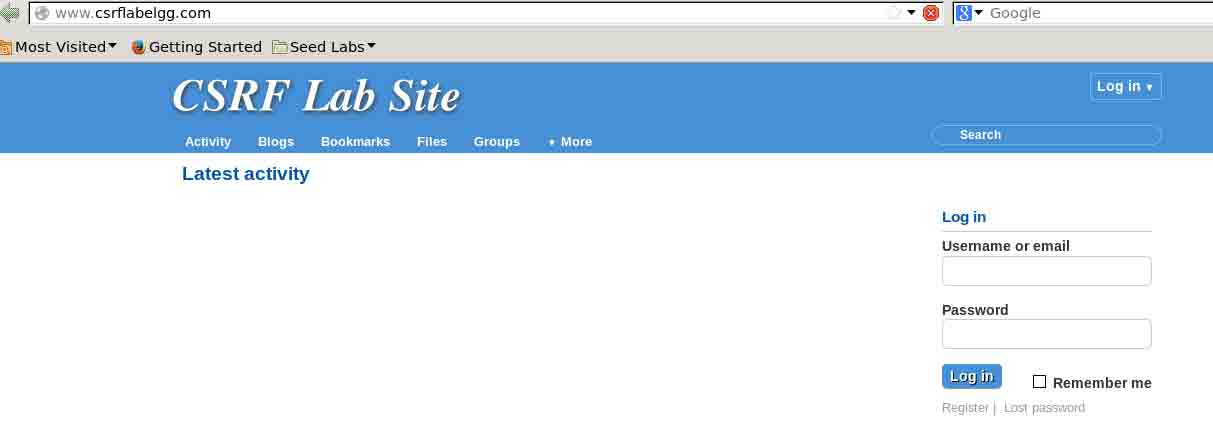 www.csrflabelgg.com
Google
Most Visited Getting Started Seed Labs
CSRF Lab Site
Log in
Activity Blogs Bookmarks Files Groups More
Search
Latest activity
Log in
Username or email
Password
Log in Remember me
Register | Lost password